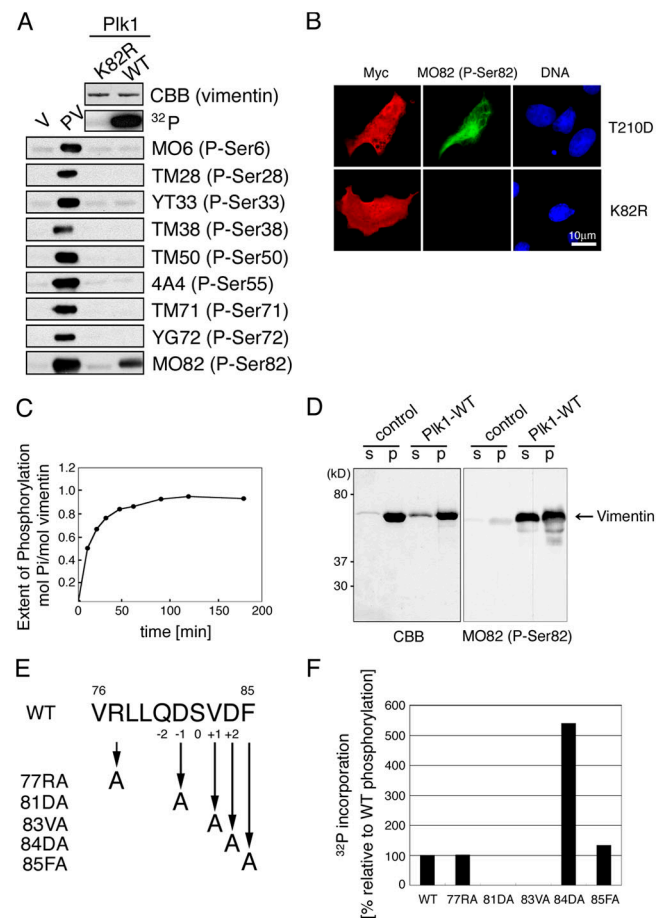 A
Plk1
K82R WT
CBB (vimentin)
V PV
32P
MO6 (P-Ser6)
TM28 (P-Ser28)
YT33 (P-Ser33)
TM38 (P-Ser38)
TM50 (P-Ser50)
4A4 (P-Ser55)
TM71 (P-Ser71)
YG72 (P-Ser72)
MO82 (P-Ser82)
B
Myc MO82 (P-Ser82) DNA
T210D
K82R
10μm
C
Extent of Phosphorylation
mol Pi/mol vimentin
1.2
1.0
0.8
0.6
0.4
0.2
0 50 100 150 200
time [min]
D
control Plk1-WT control Plk1-WT
s p s p s p s p
(kD)
80
← Vimentin
37
30
CBB MO82 (P-Ser82)
E
76 85
WT VRLLQDSVDF
-2 -1 0 +1 +2
77RA A
81DA A
83VA A
84DA A
85FA A
F
32P incorporation
[% relative to WT phosphorylation]
600
500
400
300
200
100
0
WT 77RA 81DA 83VA 84DA 85FA